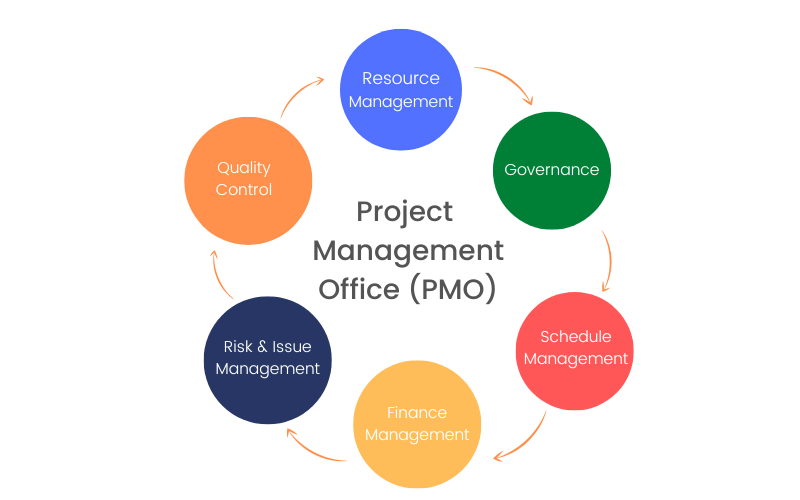 Resource
Management
Governance
Schedule
Management
Finance
Management
Risk & Issue
Management
Quality
Control
Project
Management
Office (PMO)